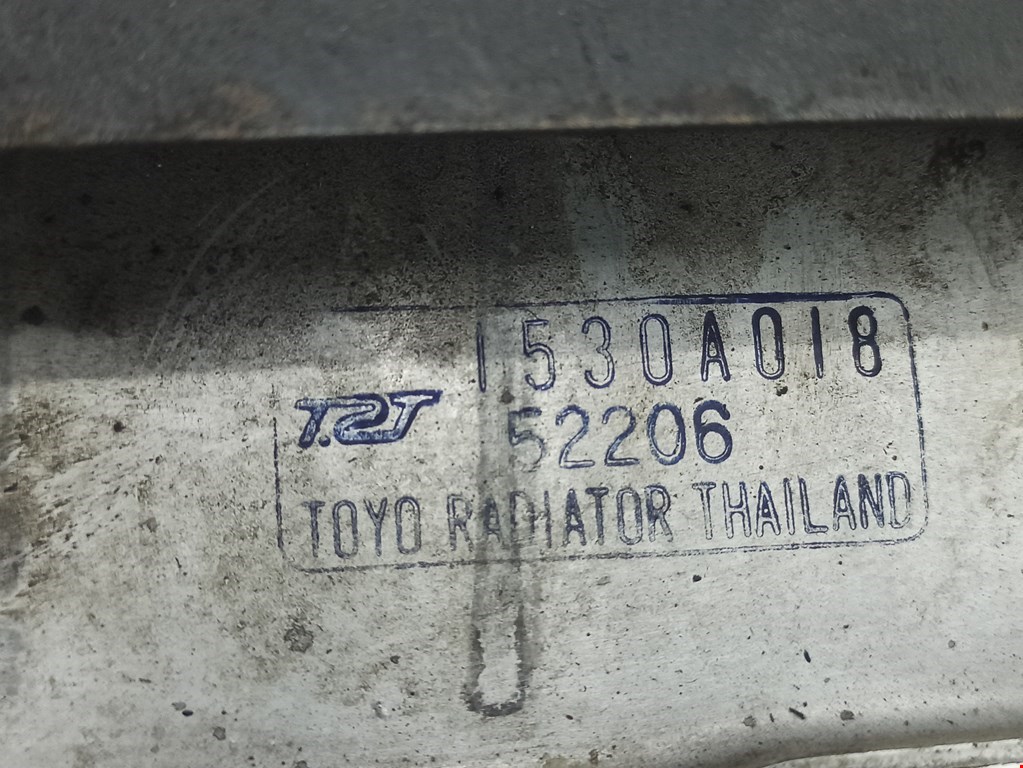 1530A018
T.RT
52206
TOYO RADIATOR THAILAND